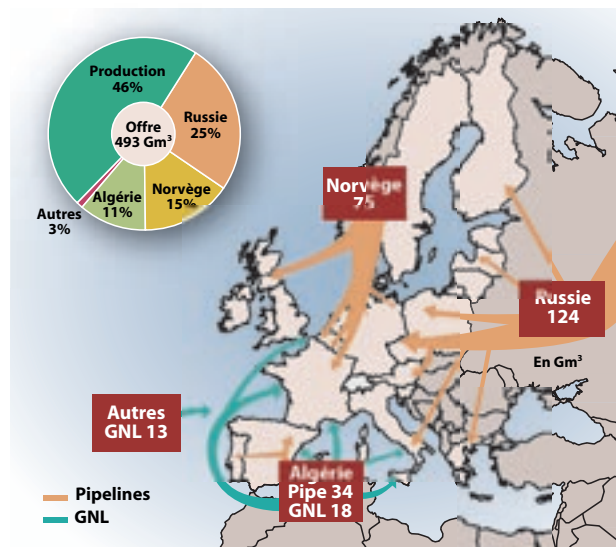 Production
46%
Russie
25%
Offre
493 Gm³
Norvège
15%
Algérie
11%
Autres
3%
Norvège
75
Russie
124
En Gm³
Autres
GNL 13
Algérie
Pipe 34
GNL 18
Pipelines
GNL